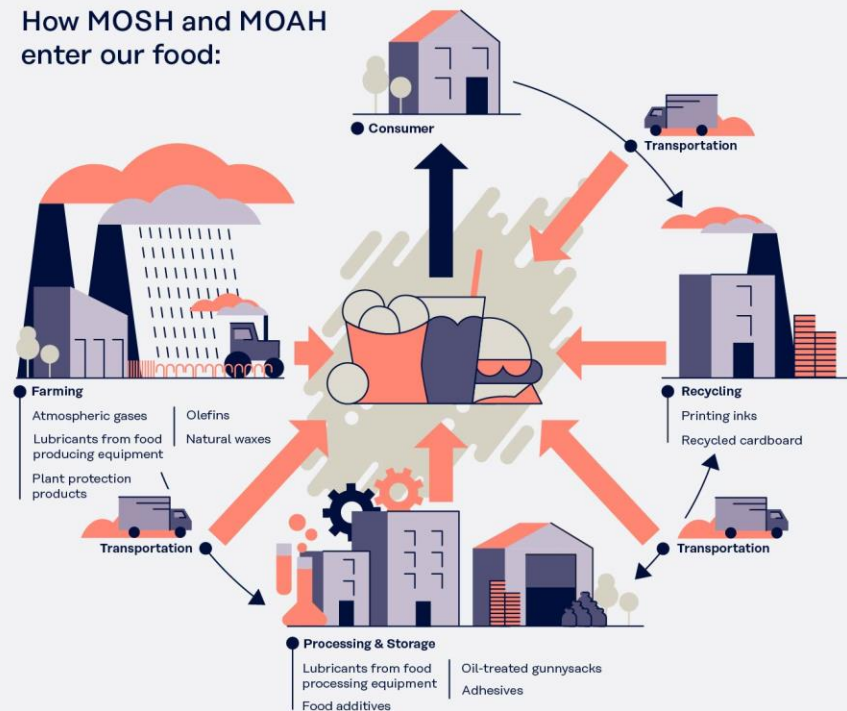 How MOSH and MOAH
enter our food:
Consumer
Transportation
Farming
Atmospheric gases
Lubricants from food
producing equipment
Plant protection
products
Olefins
Natural waxes
Recycling
Printing inks
Recycled cardboard
Transportation
Transportation
Processing & Storage
Lubricants from food
processing equipment
Food additives
Oil-treated gunnysacks
Adhesives